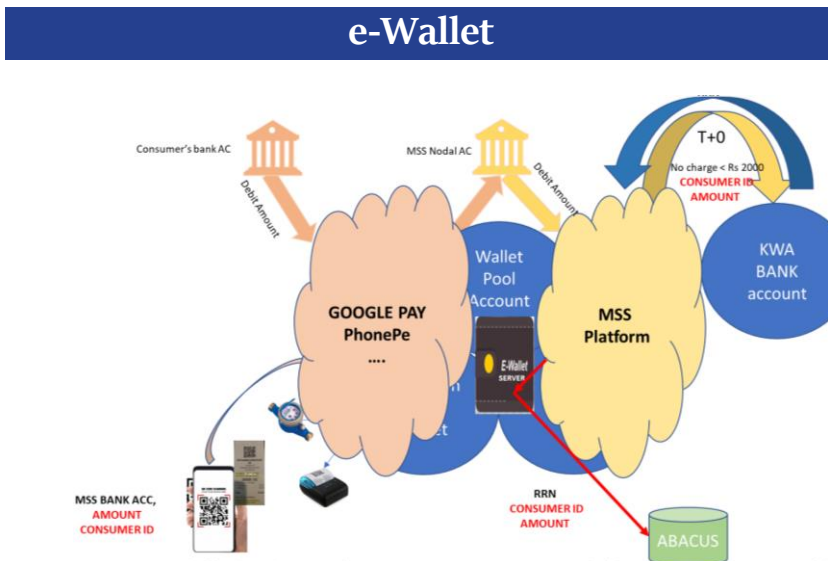 e-Wallet
Consumer's bank AC
MSS Nodal AC
T+0
No charge < Rs 2000
CONSUMER ID
AMOUNT
Debit Amount
Debit Amount
Wallet
Pool
Account
KWA
BANK
account
GOOGLE PAY
PhonePe
....
MSS
Platform
E-Wallet
SERVER
MSS BANK ACC,
AMOUNT
CONSUMER ID
RRN
CONSUMER ID
AMOUNT
ABACUS